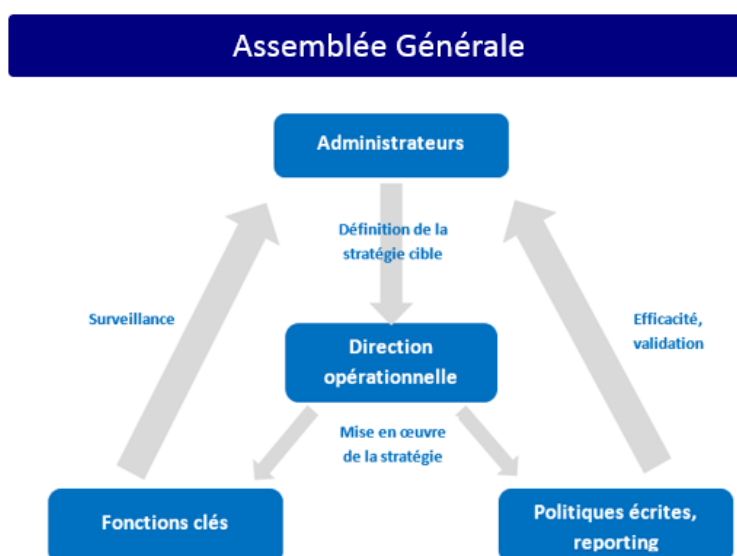 Assemblée Générale
Administrateurs
Définition de la
stratégie cible
Surveillance
Efficacité,
validation
Direction
opérationnelle
Mise en œuvre
de la stratégie
Fonctions clés
Politiques écrites,
reporting